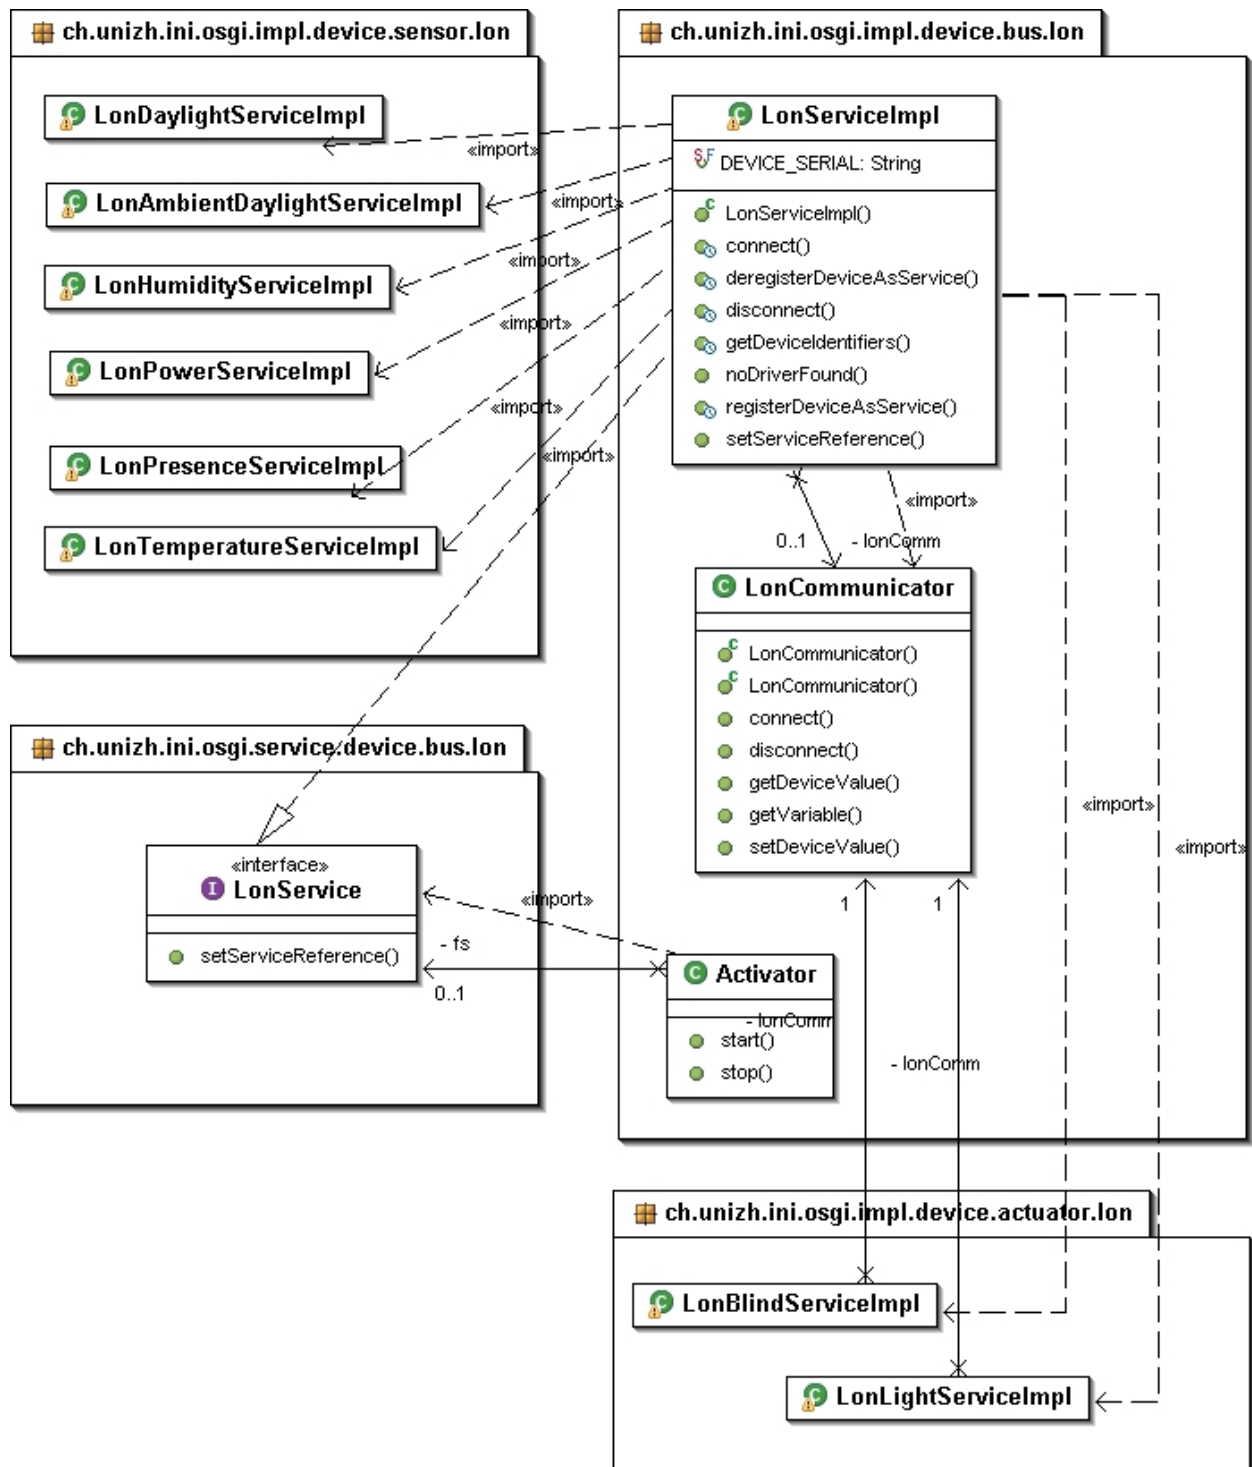 ch.unizh.ini.osgi.impl.device.sensor.lon
LonDaylightServiceImpl
LonAmbientDaylightServiceImpl
LonHumidityServiceImpl
LonPowerServiceImpl
LonPresenceServiceImpl
LonTemperatureServiceImpl
«import»
«import»
«import»
«import»
«import»
«import»
ch.unizh.ini.osgi.impl.device.bus.lon
LonServiceImpl
DEVICE_SERIAL: String
LonServiceImpl()
connect()
deregisterDeviceAsService()
disconnect()
getDeviceIdentifiers()
noDriverFound()
registerDeviceAsService()
setServiceReference()
«import»
0..1
- lonComm
LonCommunicator
LonCommunicator()
LonCommunicator()
connect()
disconnect()
getDeviceValue()
getVariable()
setDeviceValue()
«import»
«import»
1
1
ch.unizh.ini.osgi.service.device.bus.lon
«interface»
LonService
setServiceReference()
«import»
- fs
0..1
Activator
- lonComm
start()
stop()
- lonComm
ch.unizh.ini.osgi.impl.device.actuator.lon
LonBlindServiceImpl
LonLightServiceImpl